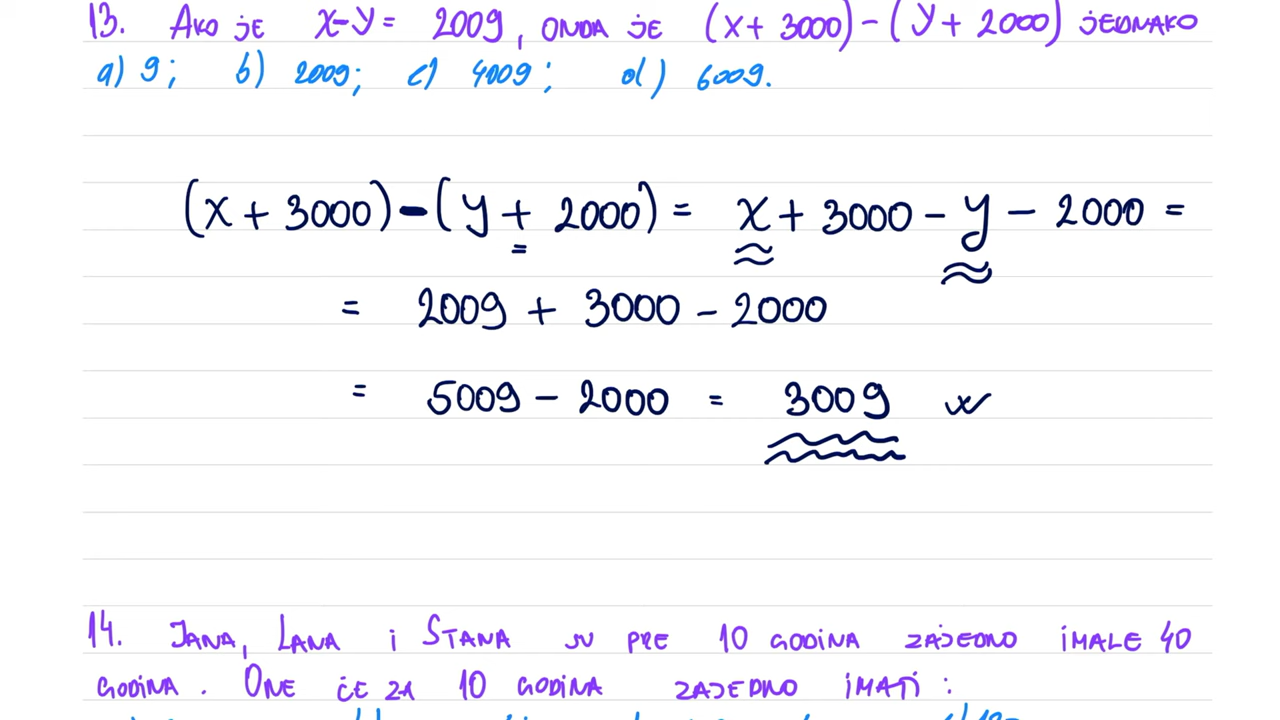 13. AKO JE X-Y = 2009, ONDA JE (X + 3000) - (Y + 2000) JEDNAKO
a) 9; b) 2009; c) 4009; d) 6009.
(x + 3000) - (y + 2000) = x + 3000 - y - 2000 =
= 2009 + 3000 - 2000
= 5009 - 2000 = 3009
14. JANA, LANA i STANA SU PRE 10 GODINA ZAJEDNO IMALE 40
GODINA. ONE ĆE ZA 10 GODINA ZAJEDNO IMATI: